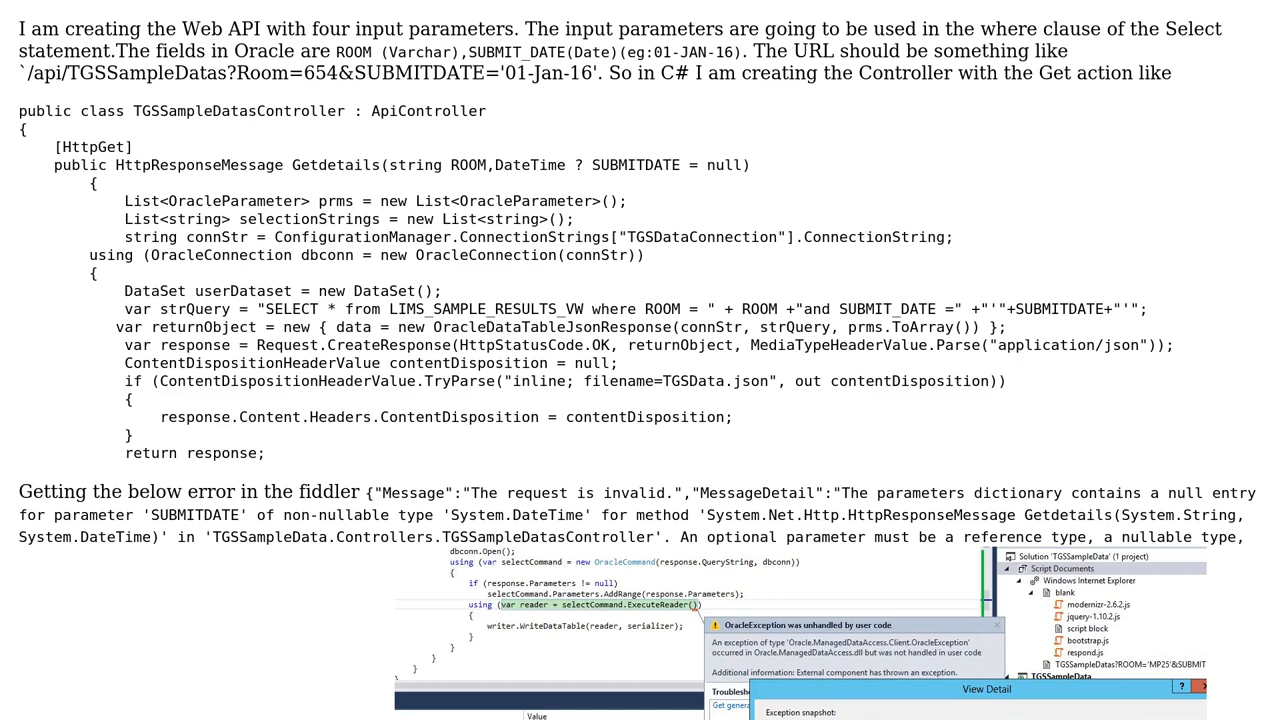 I am creating the Web API with four input parameters. The input parameters are going to be used in the where clause of the Select
statement.The fields in Oracle are ROOM (Varchar),SUBMIT_DATE(Date)(eg:01-JAN-16). The URL should be something like
`/api/TGSSampleDatas?Room=654&SUBMITDATE='01-Jan-16'. So in C# I am creating the Controller with the Get action like
public class TGSSampleDatasController : ApiController
{
[HttpGet]
public HttpResponseMessage Getdetails(string ROOM,DateTime ? SUBMITDATE = null)
{
List<OracleParameter> prms = new List<OracleParameter>();
List<string> selectionStrings = new List<string>();
string connStr = ConfigurationManager.ConnectionStrings["TGSDataConnection"].ConnectionString;
using (OracleConnection dbconn = new OracleConnection(connStr))
{
DataSet userDataset = new DataSet();
var strQuery = "SELECT * from LIMS_SAMPLE_RESULTS_VW where ROOM = " + ROOM +"and SUBMIT_DATE =" +"'"+SUBMITDATE+"'";
var returnObject = new { data = new OracleDataTableJsonResponse(connStr, strQuery, prms.ToArray()) };
var response = Request.CreateResponse(HttpStatusCode.OK, returnObject, MediaTypeHeaderValue.Parse("application/json"));
ContentDispositionHeaderValue contentDisposition = null;
if (ContentDispositionHeaderValue.TryParse("inline; filename=TGSData.json", out contentDisposition))
{
response.Content.Headers.ContentDisposition = contentDisposition;
}
return response;
Getting the below error in the fiddler {"Message":"The request is invalid.","MessageDetail":"The parameters dictionary contains a null entry
for parameter 'SUBMITDATE' of non-nullable type 'System.DateTime' for method 'System.Net.Http.HttpResponseMessage Getdetails(System.String,
System.DateTime)' in 'TGSSampleData.Controllers.TGSSampleDatasController'. An optional parameter must be a reference type, a nullable type,
dbconn.Open();
using (var selectCommand = new OracleCommand(response.QueryString, dbconn))
{
if (response.Parameters != null)
selectCommand.Parameters.AddRange(response.Parameters);
using (var reader = selectCommand.ExecuteReader())
{
writer.WriteDataTable(reader, serializer);
}
}
}
Value
OracleException was unhandled by user code
An exception of type 'Oracle.ManagedDataAccess.Client.OracleException'
occurred in Oracle.ManagedDataAccess.dll but was not handled in user code
Additional information: External component has thrown an exception.
Troublesh
Get genera
View Detail
?
Exception snapshot:
Solution 'TGSSampleData' (1 project)
Script Documents
Windows Internet Explorer
blank
modernizr-2.6.2.js
jquery-1.10.2.js
script block
bootstrap.js
respond.js
TGSSampleDatas?ROOM='MP25'&SUBMIT
TGSSampleData